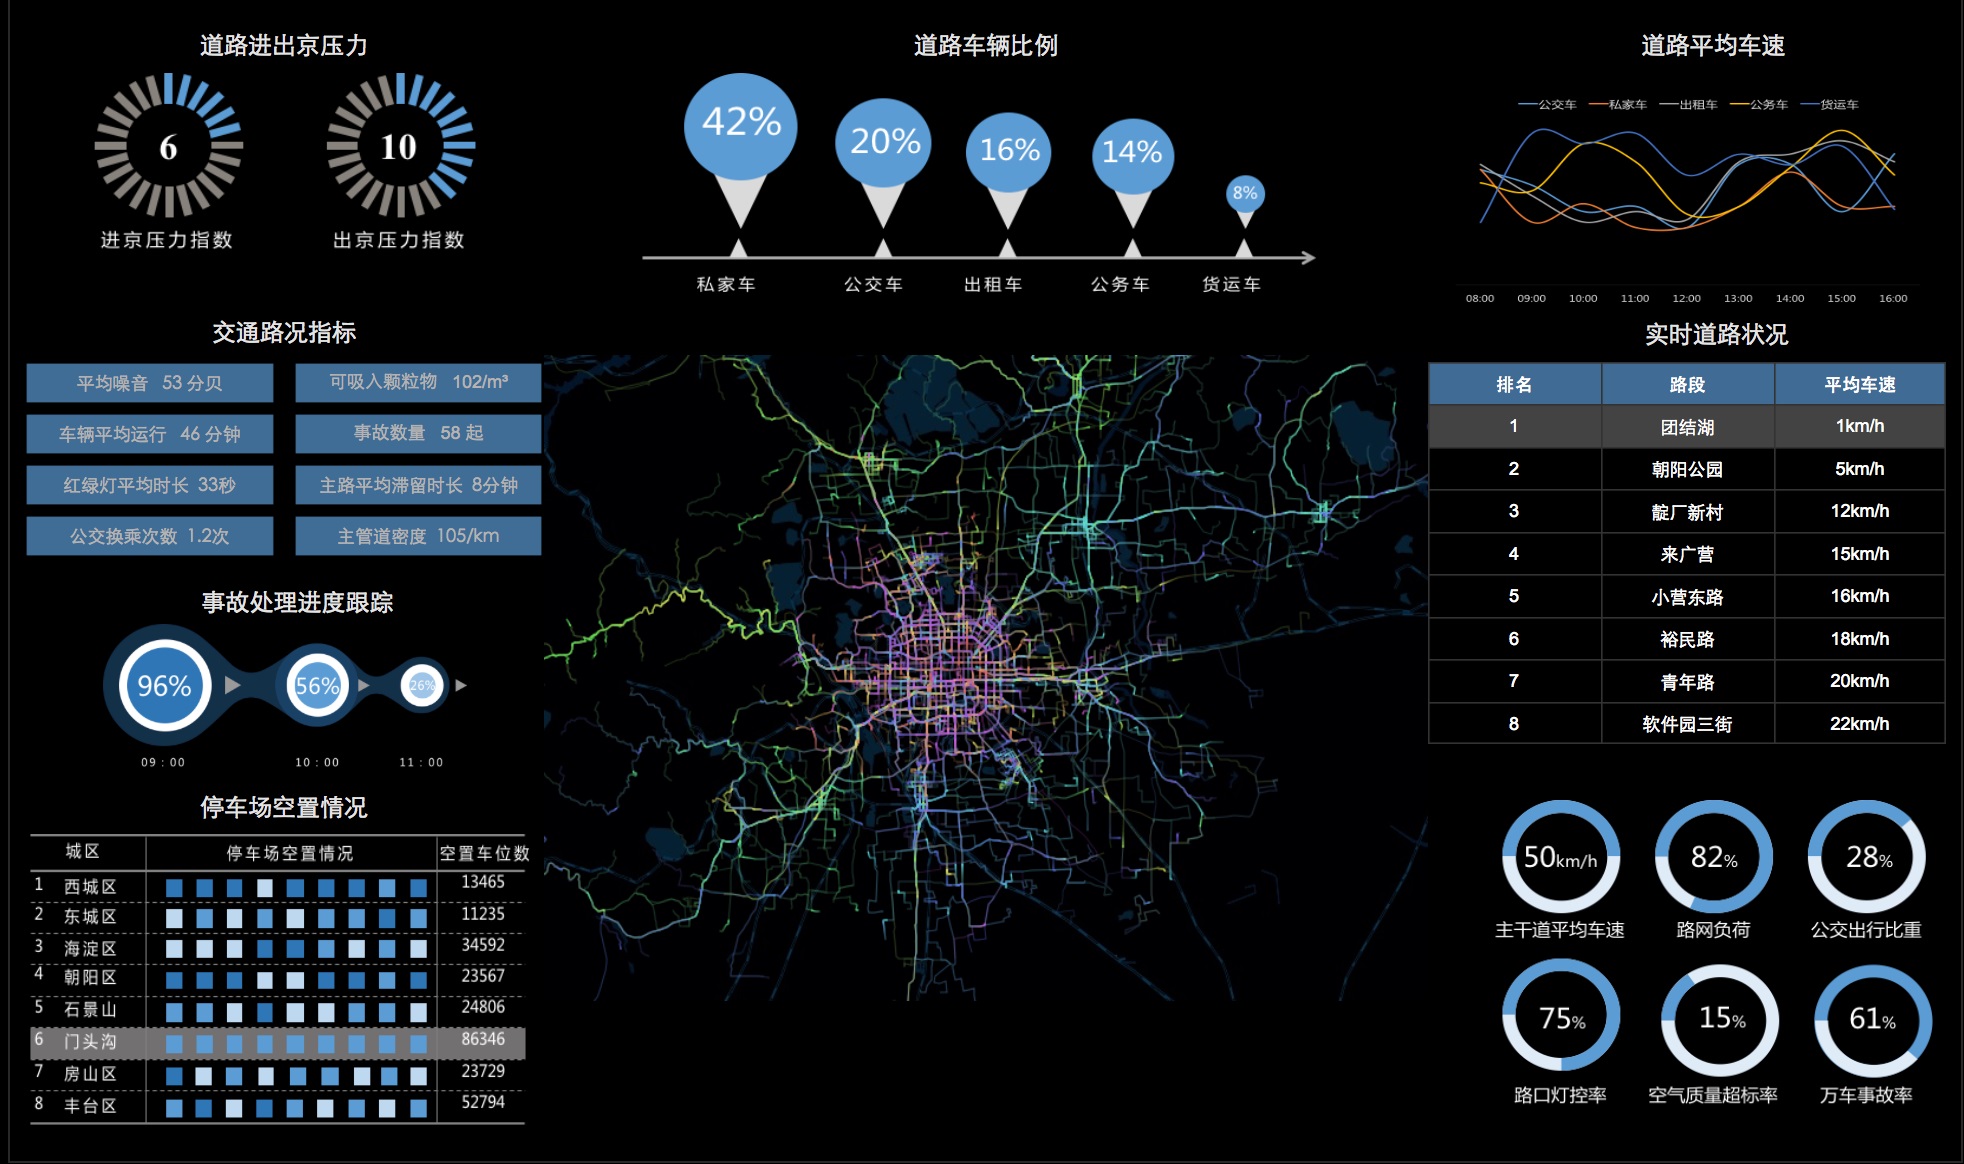 道路进出京压力
6
10
进京压力指数
出京压力指数
道路车辆比例
42%
20%
16%
14%
8%
私家车
公交车
出租车
公务车
货运车
道路平均车速
公交车 私家车 出租车 公务车 货运车
08:00 09:00 10:00 11:00 12:00 13:00 14:00 15:00 16:00
交通路况指标
平均噪音 53 分贝
可吸入颗粒物 102/m³
车辆平均运行 46 分钟
事故数量 58 起
红绿灯平均时长 33秒
主路平均滞留时长 8分钟
公交换乘次数 1.2次
主管道密度 105/km
事故处理进度跟踪
96%
56%
26%
09 : 00
10 : 00
11 : 00
停车场空置情况
城区 停车场空置情况 空置车位数
1 西城区 13465
2 东城区 11235
3 海淀区 34592
4 朝阳区 23567
5 石景山 24806
6 门头沟 86346
7 房山区 23729
8 丰台区 52794
实时道路状况
排名 路段 平均车速
1 团结湖 1km/h
2 朝阳公园 5km/h
3 靛厂新村 12km/h
4 来广营 15km/h
5 小营东路 16km/h
6 裕民路 18km/h
7 青年路 20km/h
8 软件园三街 22km/h
50km/h
82%
28%
主干道平均车速
路网负荷
公交出行比重
75%
15%
61%
路口灯控率
空气质量超标率
万车事故率